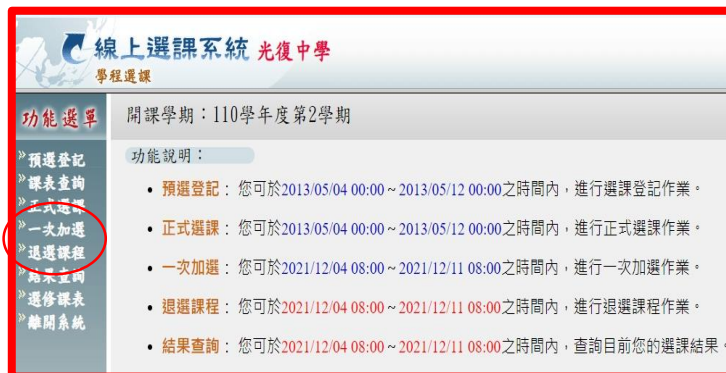 線上選課系統 光復中學
學程選課
功能選單
»預選登記
»課表查詢
»正式選課
»一次加選
»退選課程
»結果查詢
»選修課表
»離開系統
開課學期：110學年度第2學期
功能說明：
• 預選登記： 您可於2013/05/04 00:00～2013/05/12 00:00之時間內，進行選課登記作業。
• 正式選課： 您可於2013/05/04 00:00～2013/05/12 00:00之時間內，進行正式選課作業。
• 一次加選： 您可於2021/12/04 08:00～2021/12/11 08:00之時間內，進行一次加選作業。
• 退選課程： 您可於2021/12/04 08:00～2021/12/11 08:00之時間內，進行退選課程作業。
• 結果查詢： 您可於2021/12/04 08:00～2021/12/11 08:00之時間內，查詢目前您的選課結果。